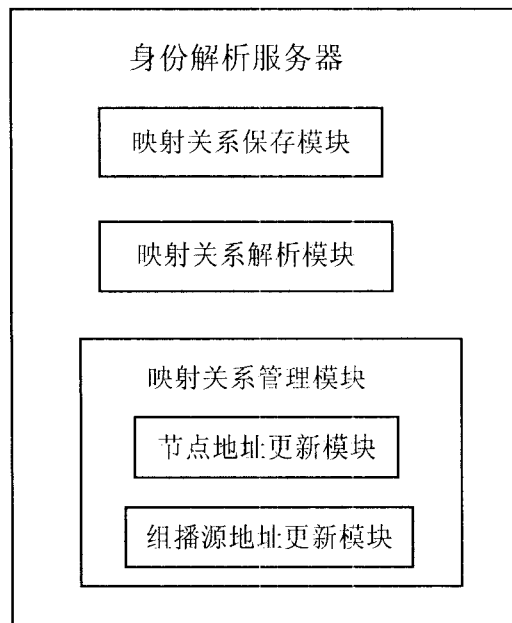 身份解析服务器
映射关系保存模块
映射关系解析模块
映射关系管理模块
节点地址更新模块
组播源地址更新模块